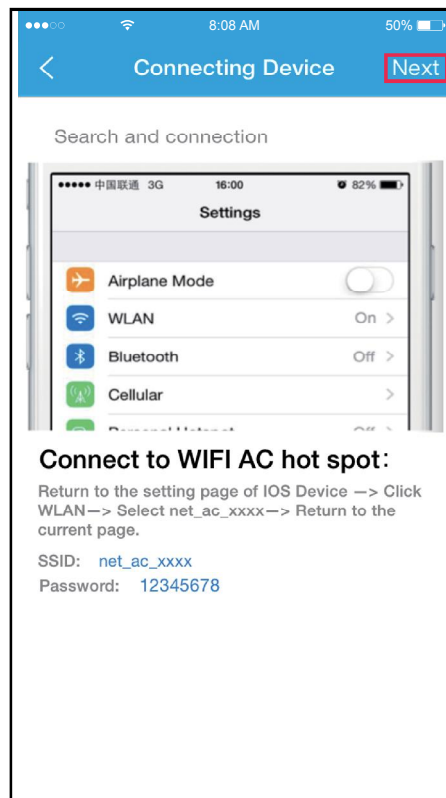 8:08 AM 50%
Connecting Device Next
Search and connection
中国联通 3G 16:00 82%
Settings
Airplane Mode
WLAN On
Bluetooth Off
Cellular
Connect to WIFI AC hot spot:
Return to the setting page of IOS Device —> Click
WLAN—> Select net_ac_xxxx—> Return to the
current page.
SSID: net_ac_xxxx
Password: 12345678